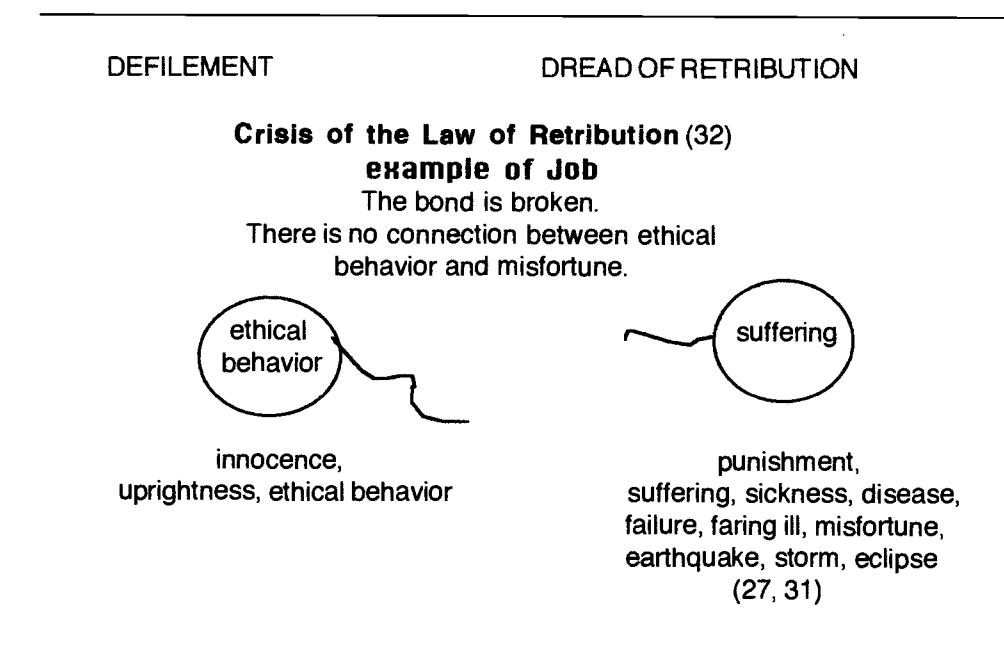 DEFILEMENT DREAD OF RETRIBUTION
Crisis of the Law of Retribution (32)
example of Job
The bond is broken.
There is no connection between ethical
behavior and misfortune.
ethical
behavior
suffering
innocence,
uprightness, ethical behavior
punishment,
suffering, sickness, disease,
failure, faring ill, misfortune,
earthquake, storm, eclipse
(27, 31)